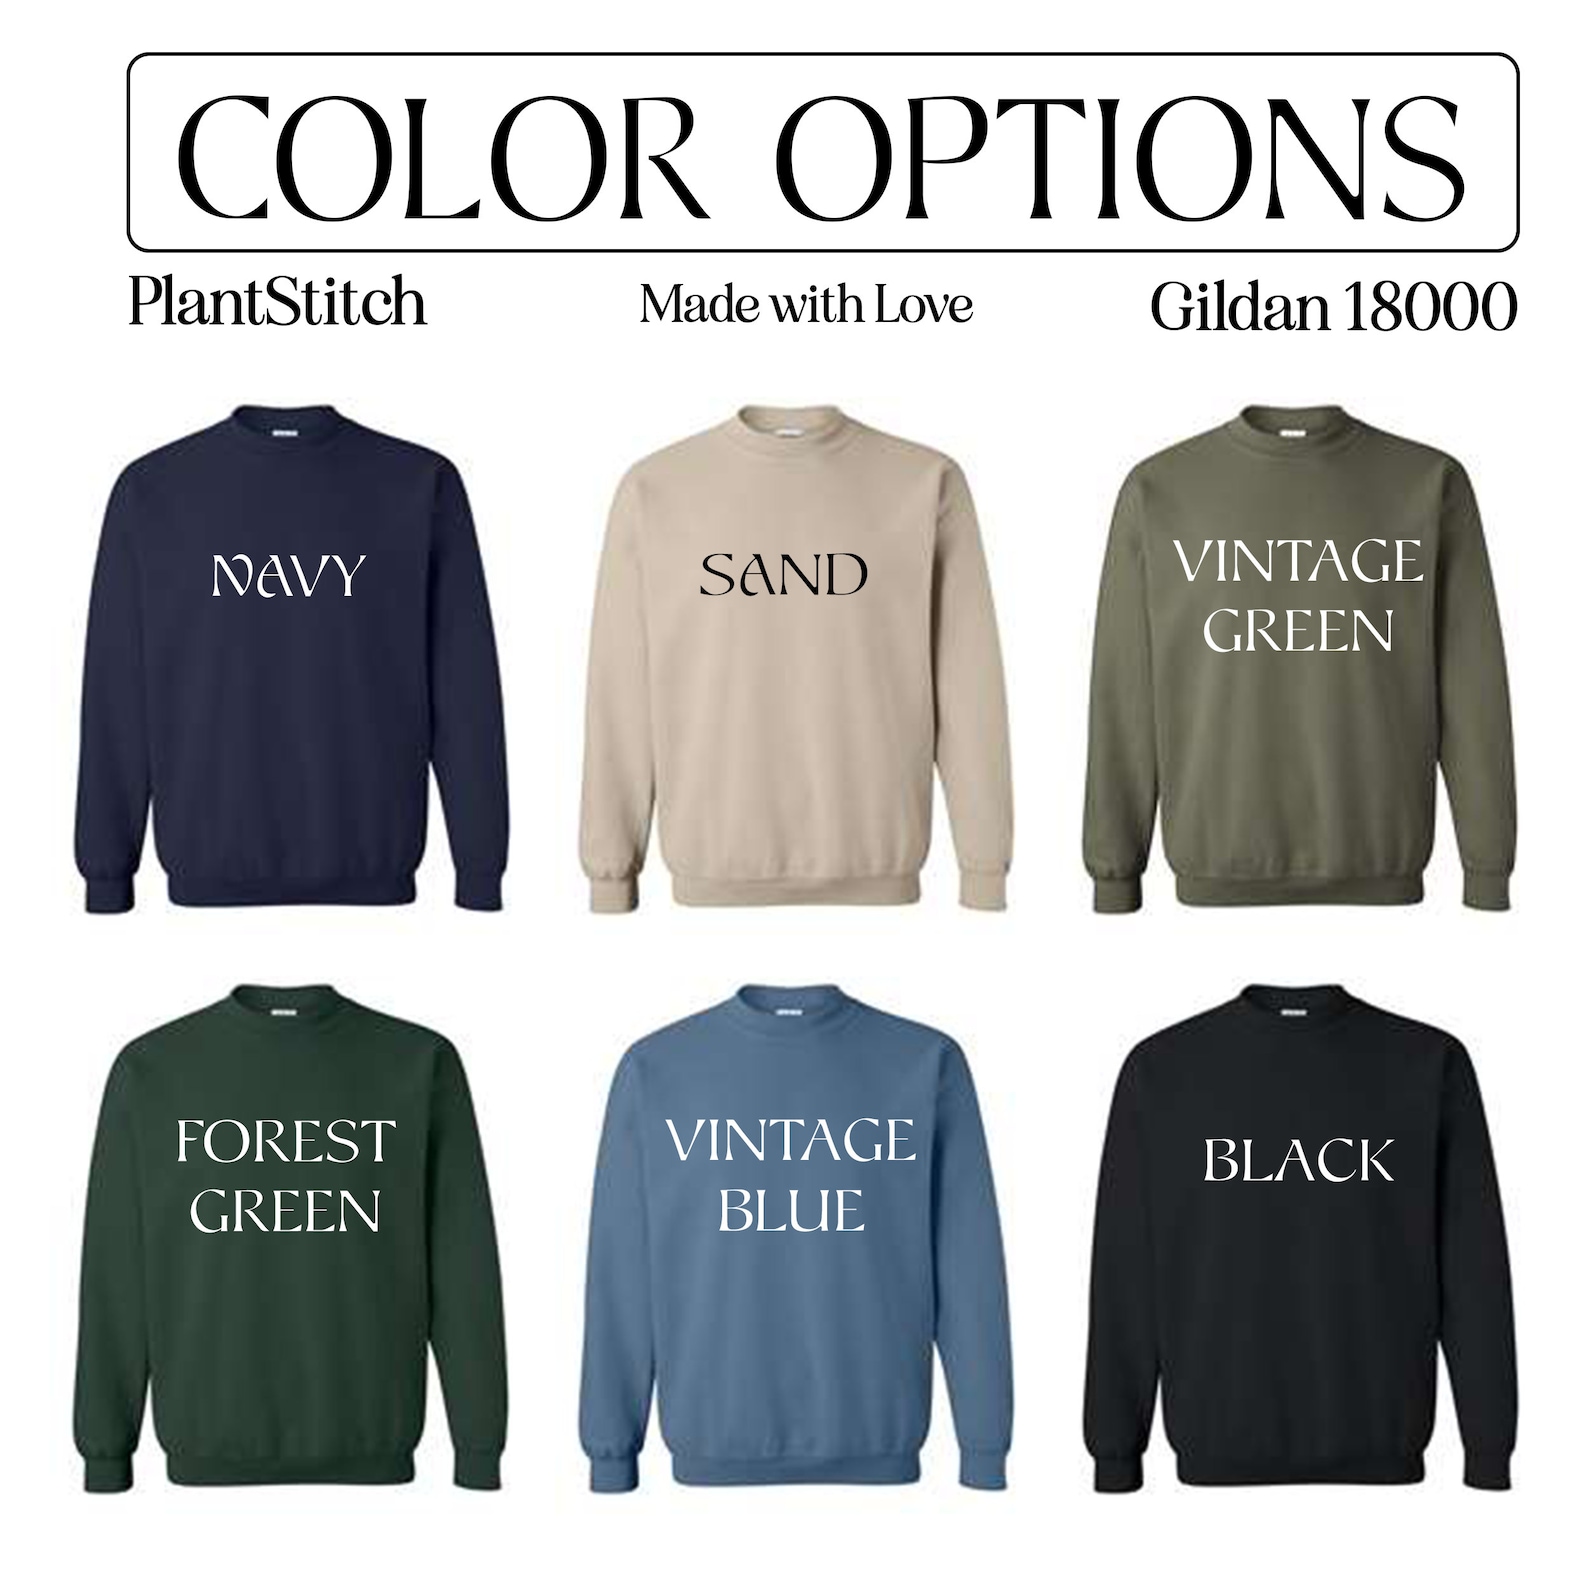 COLOR OPTIONS
PlantStitch
Made with Love
Gildan 18000
NAVY
SAND
VINTAGE
GREEN
FOREST
GREEN
VINTAGE
BLUE
BLACK